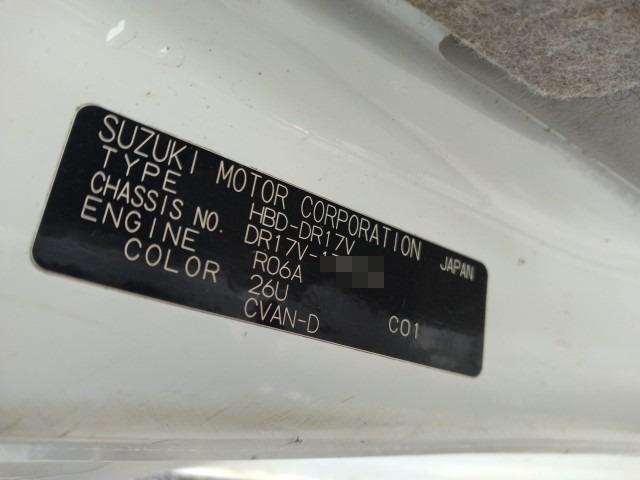 SUZUKI MOTOR CORPORATION JAPAN
TYPE HBD-DR17V
CHASSIS NO. DR17V-
ENGINE R06A
COLOR 26U
CVAN-D C01